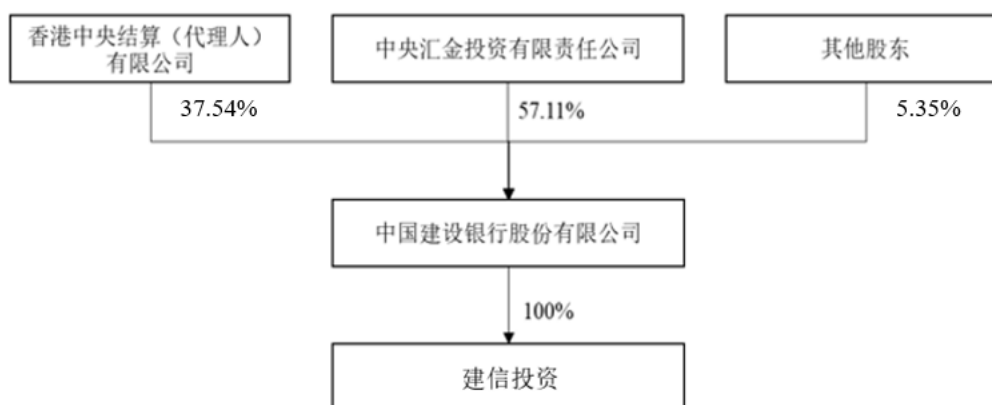 香港中央结算（代理人）
有限公司
中央汇金投资有限责任公司
其他股东
37.54%
57.11%
5.35%
中国建设银行股份有限公司
100%
建信投资